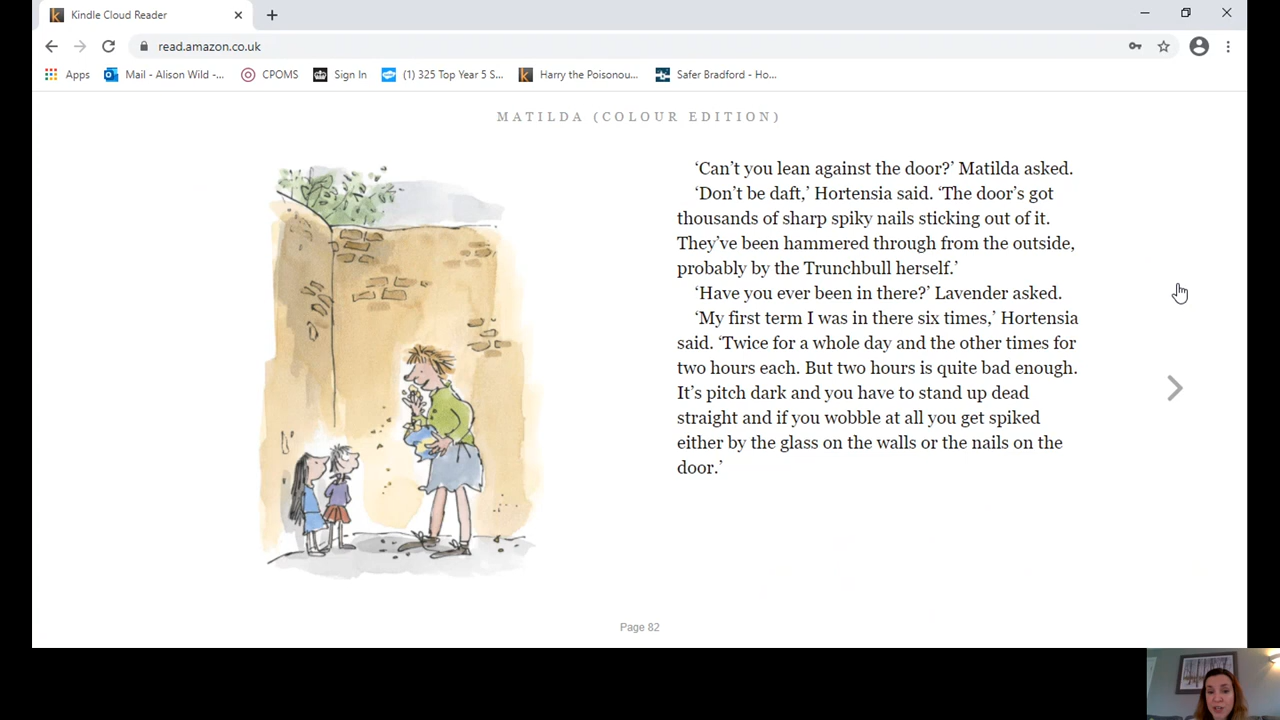 Kindle Cloud Reader
read.amazon.co.uk
Apps
Mail - Alison Wild -...
CPOMS
Sign In
(1) 325 Top Year 5 S...
Harry the Poisonou...
Safer Bradford - Ho...
MATILDA (COLOUR EDITION)
‘Can’t you lean against the door?’ Matilda asked.
‘Don’t be daft,’ Hortensia said. ‘The door’s got
thousands of sharp spiky nails sticking out of it.
They’ve been hammered through from the outside,
probably by the Trunchbull herself.’
‘Have you ever been in there?’ Lavender asked.
‘My first term I was in there six times,’ Hortensia
said. ‘Twice for a whole day and the other times for
two hours each. But two hours is quite bad enough.
It’s pitch dark and you have to stand up dead
straight and if you wobble at all you get spiked
either by the glass on the walls or the nails on the
door.’
Page 82